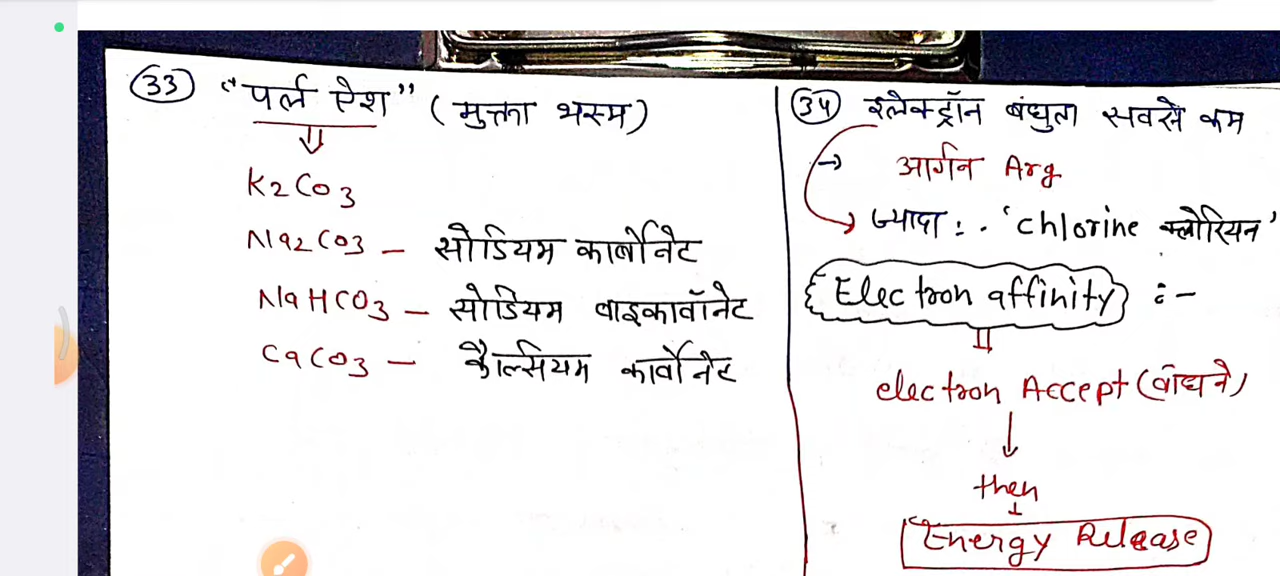 (33) "पर्ल ऐश" (मुक्ता भस्म)
⇓
K2CO3
Na2CO3 – सोडियम कार्बोनेट
NaHCO3 – सोडियम बाइकार्बोनेट
CaCO3 – कैल्सियम कार्बोनेट
(34) इलेक्ट्रॉन बंधुता सबसे कम
→ आर्गन Arg
→ ज्यादा :. 'Chlorine क्लोरियन'
Electron affinity :-
⇓
electron Accept (बांधने)
↓
then
↓
Energy Release